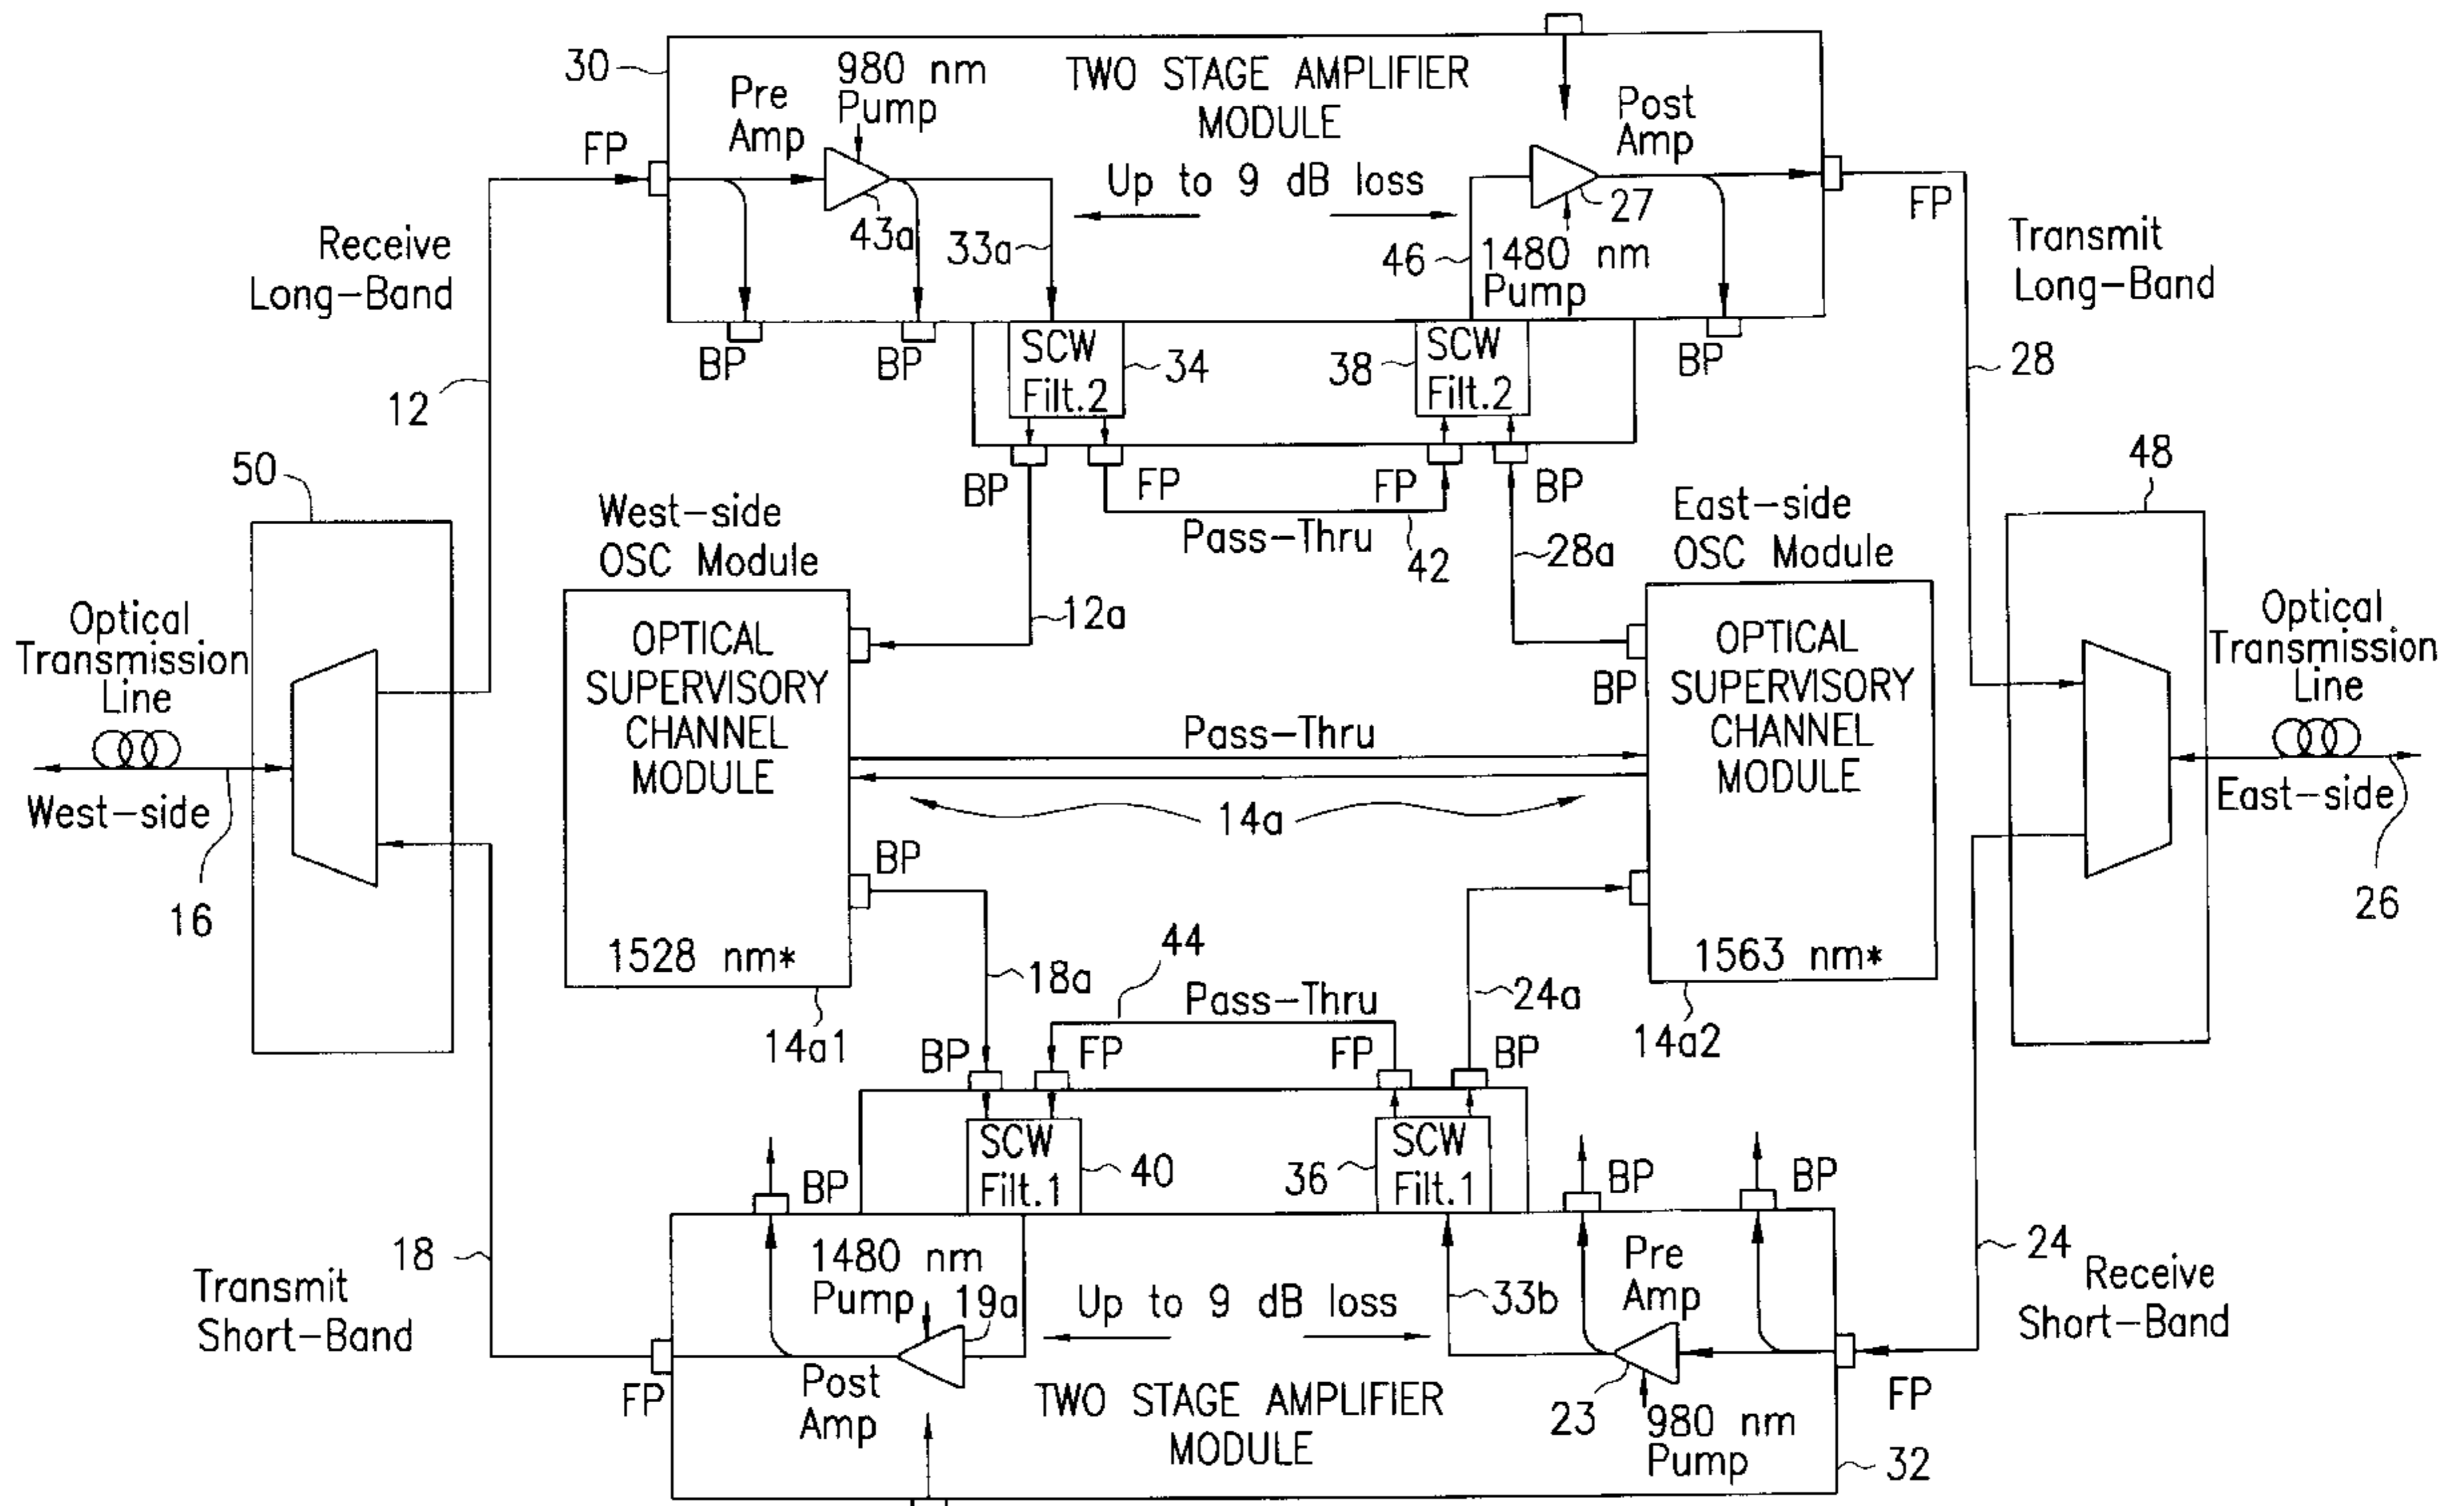 30
980 nm
Pump
Pre
Amp
TWO STAGE AMPLIFIER
MODULE
Post
Amp
FP
Up to 9 dB loss
43a
33a
46
1480 nm
Pump
27
FP
Receive
Long-Band
Transmit
Long-Band
BP
BP
SCW
Filt.2
34
38
SCW
Filt.2
BP
12
28
BP
FP
FP
BP
Pass-Thru
42
28a
50
48
West-side
OSC Module
East-side
OSC Module
12a
Optical
Transmission
Line
West-side
16
OPTICAL
SUPERVISORY
CHANNEL
MODULE
BP
OPTICAL
SUPERVISORY
CHANNEL
MODULE
Optical
Transmission
Line
East-side
26
Pass-Thru
14a
BP
1528 nm*
1563 nm*
18a
44
Pass-Thru
24a
14a1
14a2
BP
FP
FP
BP
BP
SCW
Filt.1
40
36
SCW
Filt.1
BP
BP
18
Transmit
Short-Band
1480 nm
Pump
19a
Up to 9 dB loss
33b
Pre
Amp
24
Receive
Short-Band
FP
Post
Amp
TWO STAGE AMPLIFIER
MODULE
23
980 nm
Pump
FP
32